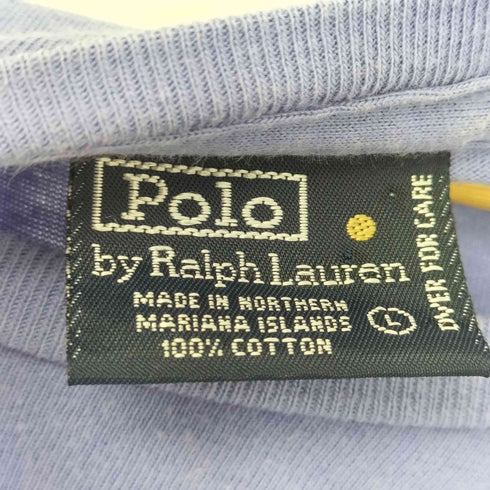 Polo
by Ralph Lauren
MADE IN NORTHERN
MARIANA ISLANDS
100% COTTON
L
OVER FOR CARE